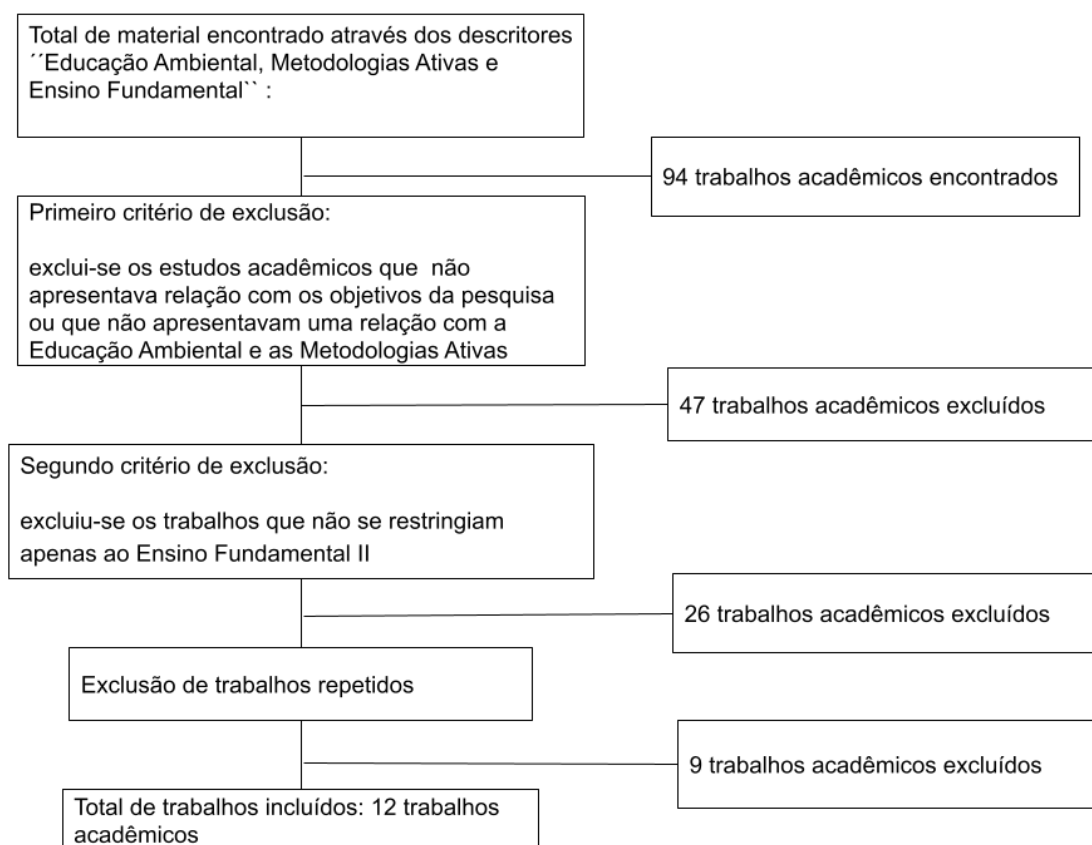 Total de material encontrado através dos descritores
´´Educação Ambiental, Metodologias Ativas e
Ensino Fundamental`` :
94 trabalhos acadêmicos encontrados
Primeiro critério de exclusão:
exclui-se os estudos acadêmicos que não
apresentava relação com os objetivos da pesquisa
ou que não apresentavam uma relação com a
Educação Ambiental e as Metodologias Ativas
47 trabalhos acadêmicos excluídos
Segundo critério de exclusão:
excluiu-se os trabalhos que não se restringiam
apenas ao Ensino Fundamental II
26 trabalhos acadêmicos excluídos
Exclusão de trabalhos repetidos
9 trabalhos acadêmicos excluídos
Total de trabalhos incluídos: 12 trabalhos
acadêmicos